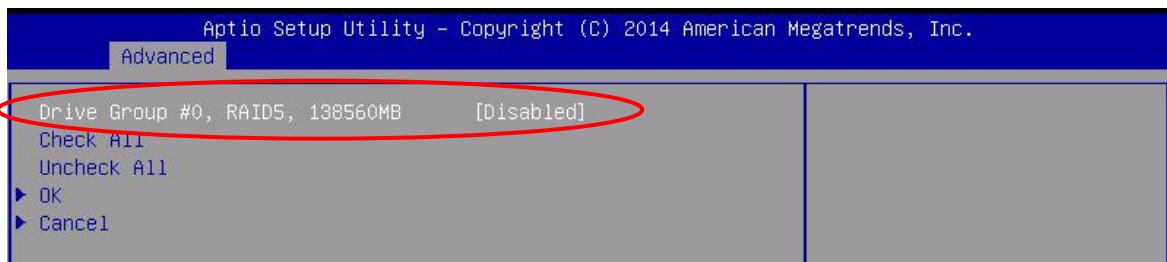 Aptio Setup Utility – Copyright (C) 2014 American Megatrends, Inc.
Advanced
Drive Group #0, RAID5, 138560MB [Disabled]
Check All
Uncheck All
OK
Cancel